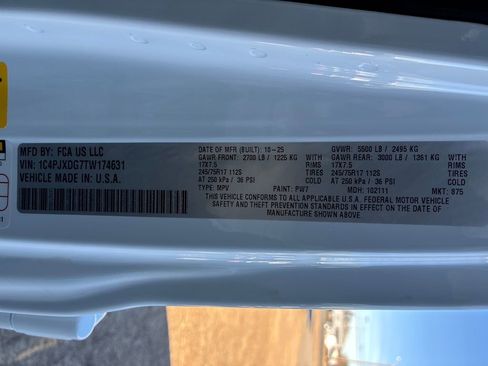 MFD BY: FCA US LLC
VIN: 1C4PJXDG7TW174631
VEHICLE MADE IN: U.S.A.
DATE OF MFR (BUILT): 10-25 GVWR: 5500 LB / 2495 KG
GAWR FRONT: 2700 LB / 1225 KG WITH GAWR REAR: 3000 LB / 1361 KG WITH
17X7.5 RIMS 17X7.5 RIMS
245/75R17 112S TIRES 245/75R17 112S TIRES
AT 250 kPa / 36 PSI COLD AT 250 kPa / 36 PSI COLD
TYPE: MPV PAINT: PW7 MDH: 102111 MKT: 875
THIS VEHICLE CONFORMS TO ALL APPLICABLE U.S.A. FEDERAL MOTOR VEHICLE
SAFETY AND THEFT PREVENTION STANDARDS IN EFFECT ON THE DATE OF
MANUFACTURE SHOWN ABOVE.